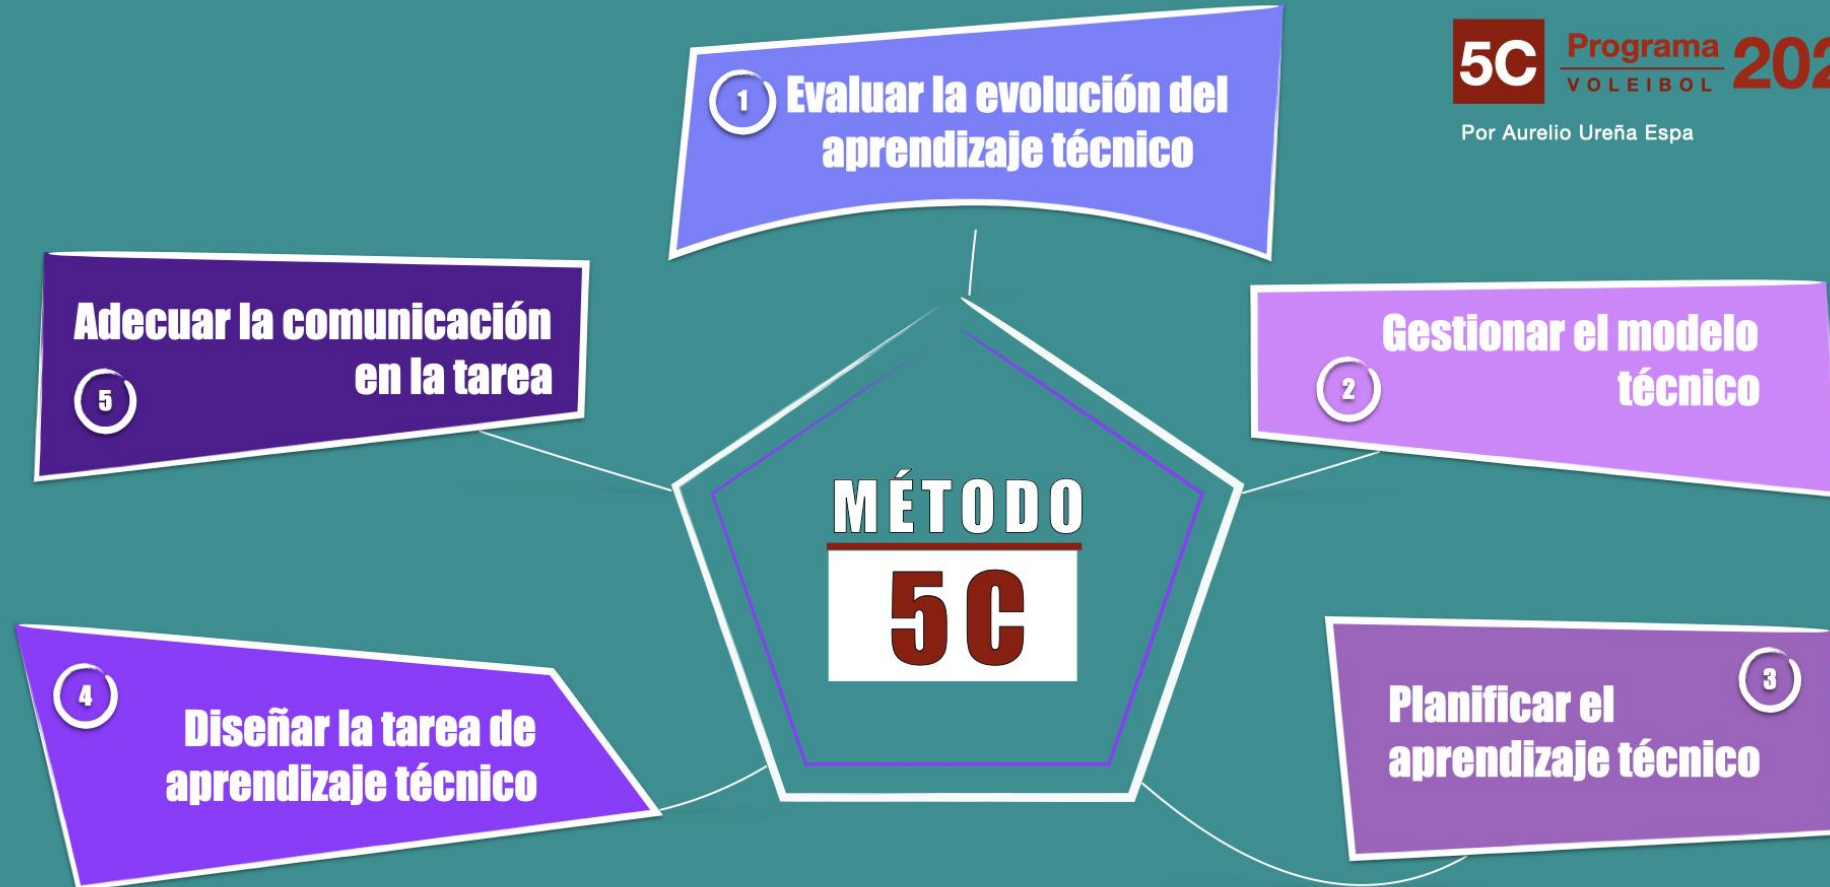 5C Programa
VOLEIBOL
Por Aurelio Ureña Espa
1 Evaluar la evolución del
aprendizaje técnico
Gestionar el modelo
2 técnico
3
Planificar el
aprendizaje técnico
4
Diseñar la tarea de
aprendizaje técnico
Adecuar la comunicación
en la tarea
5
MÉTODO
5C